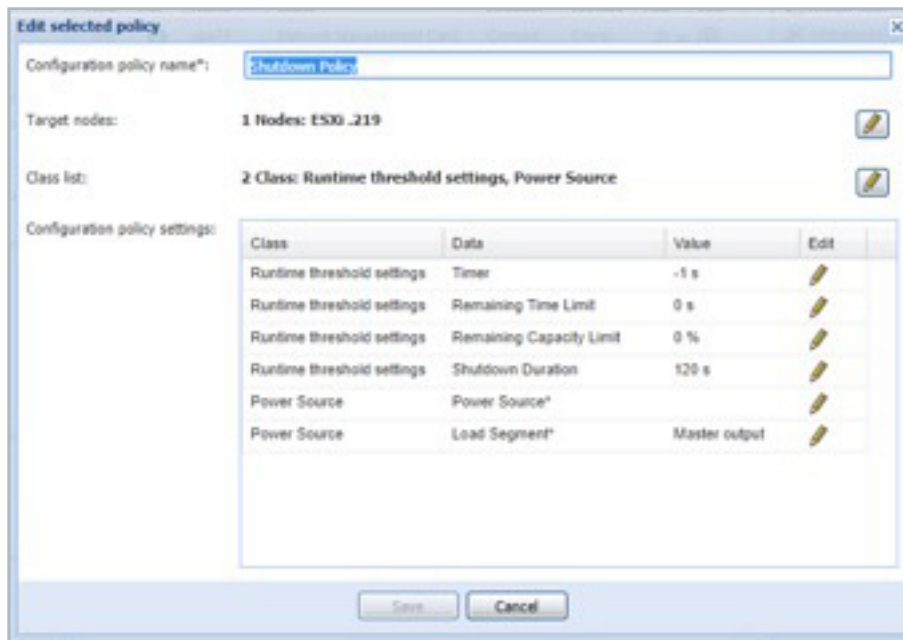 Edit selected policy
Configuration policy name*: Shutdown Policy
Target nodes: 1 Nodes: ESXi .219
Class list: 2 Class: Runtime threshold settings, Power Source
Configuration policy settings:
Class Data Value Edit
Runtime threshold settings Timer -1 s
Runtime threshold settings Remaining Time Limit 0 s
Runtime threshold settings Remaining Capacity Limit 0 %
Runtime threshold settings Shutdown Duration 120 s
Power Source Power Source*
Power Source Load Segment* Master output
Save Cancel